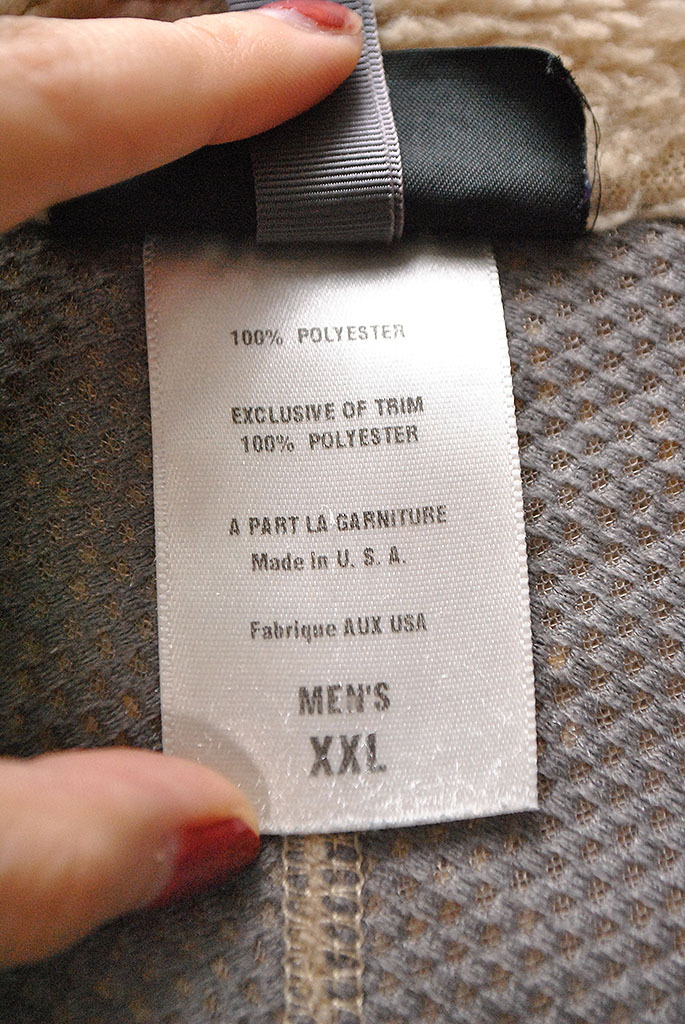 100% POLYESTER
EXCLUSIVE OF TRIM
100% POLYESTER
A PART LA GARNITURE
Made in U. S. A.
Fabrique AUX USA
MEN'S
XXL